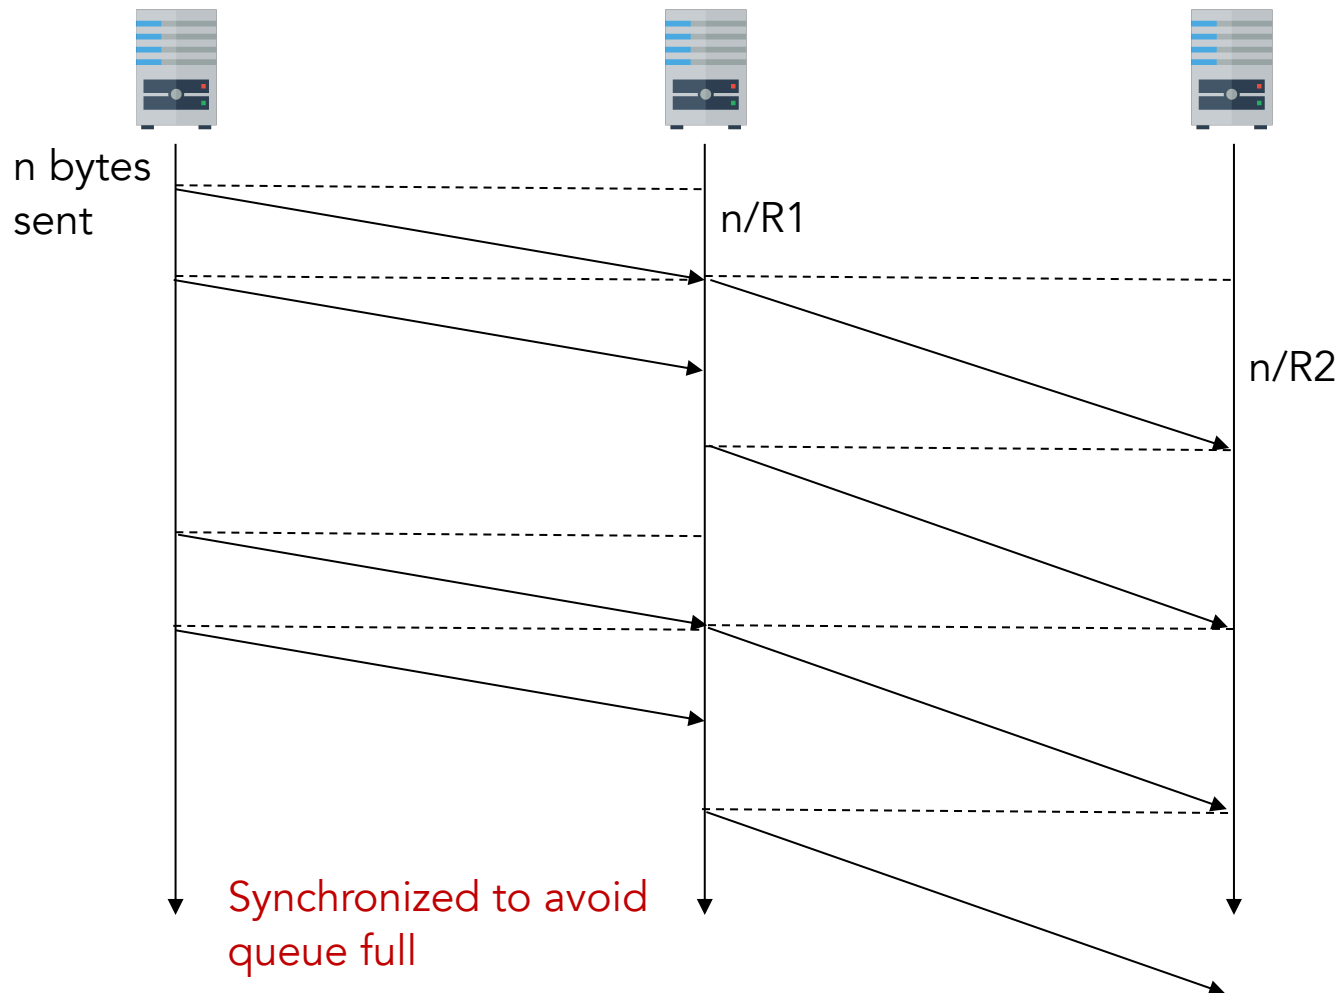 n bytes
sent
n/R1
n/R2
Synchronized to avoid
queue full